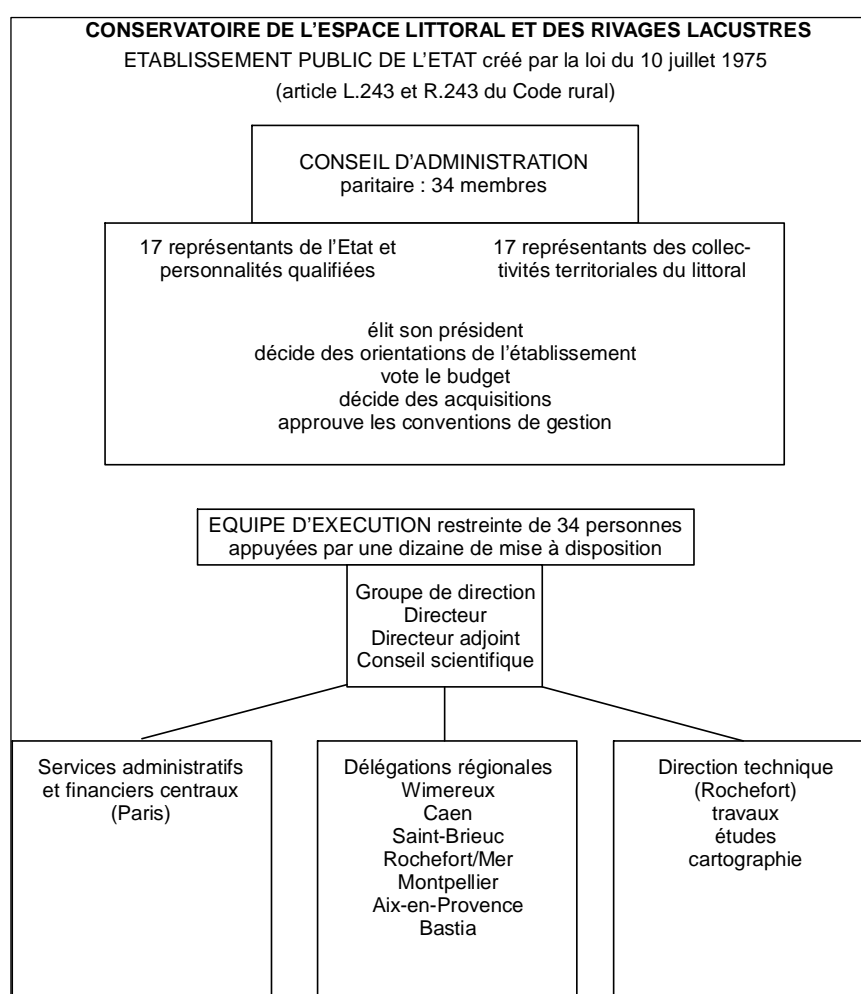 CONSERVATOIRE DE L'ESPACE LITTORAL ET DES RIVAGES LACUSTRES
ETABLISSEMENT PUBLIC DE L'ETAT créé par la loi du 10 juillet 1975
(article L.243 et R.243 du Code rural)
CONSEIL D'ADMINISTRATION
paritaire : 34 membres
17 représentants de l'Etat et
personnalités qualifiées
17 représentants des collec-
tivités territoriales du littoral
élit son président
décide des orientations de l'établissement
vote le budget
décide des acquisitions
approuve les conventions de gestion
EQUIPE D'EXECUTION restreinte de 34 personnes
appuyées par une dizaine de mise à disposition
Groupe de direction
Directeur
Directeur adjoint
Conseil scientifique
Services administratifs
et financiers centraux
(Paris)
Délégations régionales
Wimereux
Caen
Saint-Brieuc
Rochefort/Mer
Montpellier
Aix-en-Provence
Bastia
Direction technique
(Rochefort)
travaux
études
cartographie